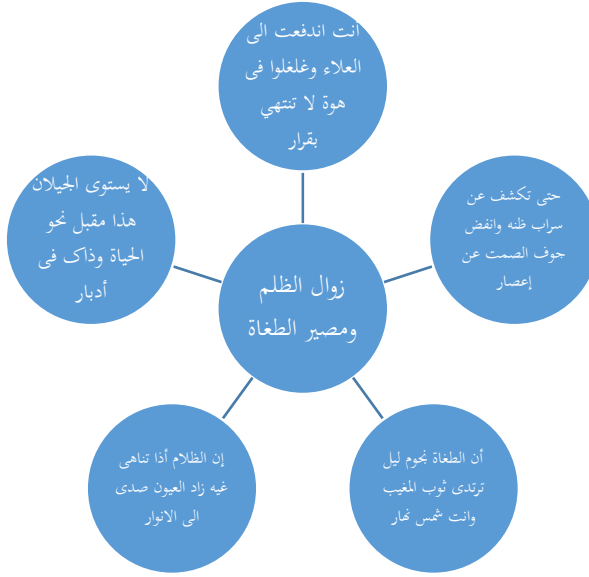 أنت اندفعت الى
العلاء وغلغلوا فى
هوة لا تنتهي
بقرار
حتى تكشف عن
سراب ظنه وانفض
جوف الصمت عن
إعصار
أن الطغاة نجوم ليل
ترتدى ثوب المغيب
وانت شمس نهار
إن الظلام أذا تناهى
غيه زاد العيون صدى
الى الانوار
لا يستوى الجيلان
هذا مقبل نحو
الحياة وذاك فى
أدبار
زوال الظلم
ومصير الطغاة